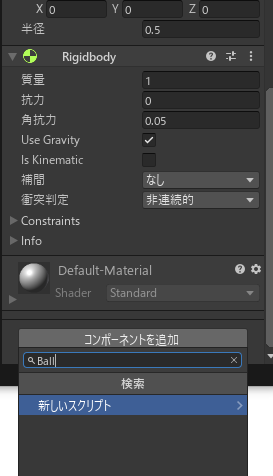 X 0 Y 0 Z 0
半径 0.5
Rigidbody
質量 1
抗力 0
角抗力 0.05
Use Gravity
Is Kinematic
補間 なし
衝突判定 非連続的
Constraints
Info
Default-Material
Shader Standard
コンポーネントを追加
Ball
検索
新しいスクリプト